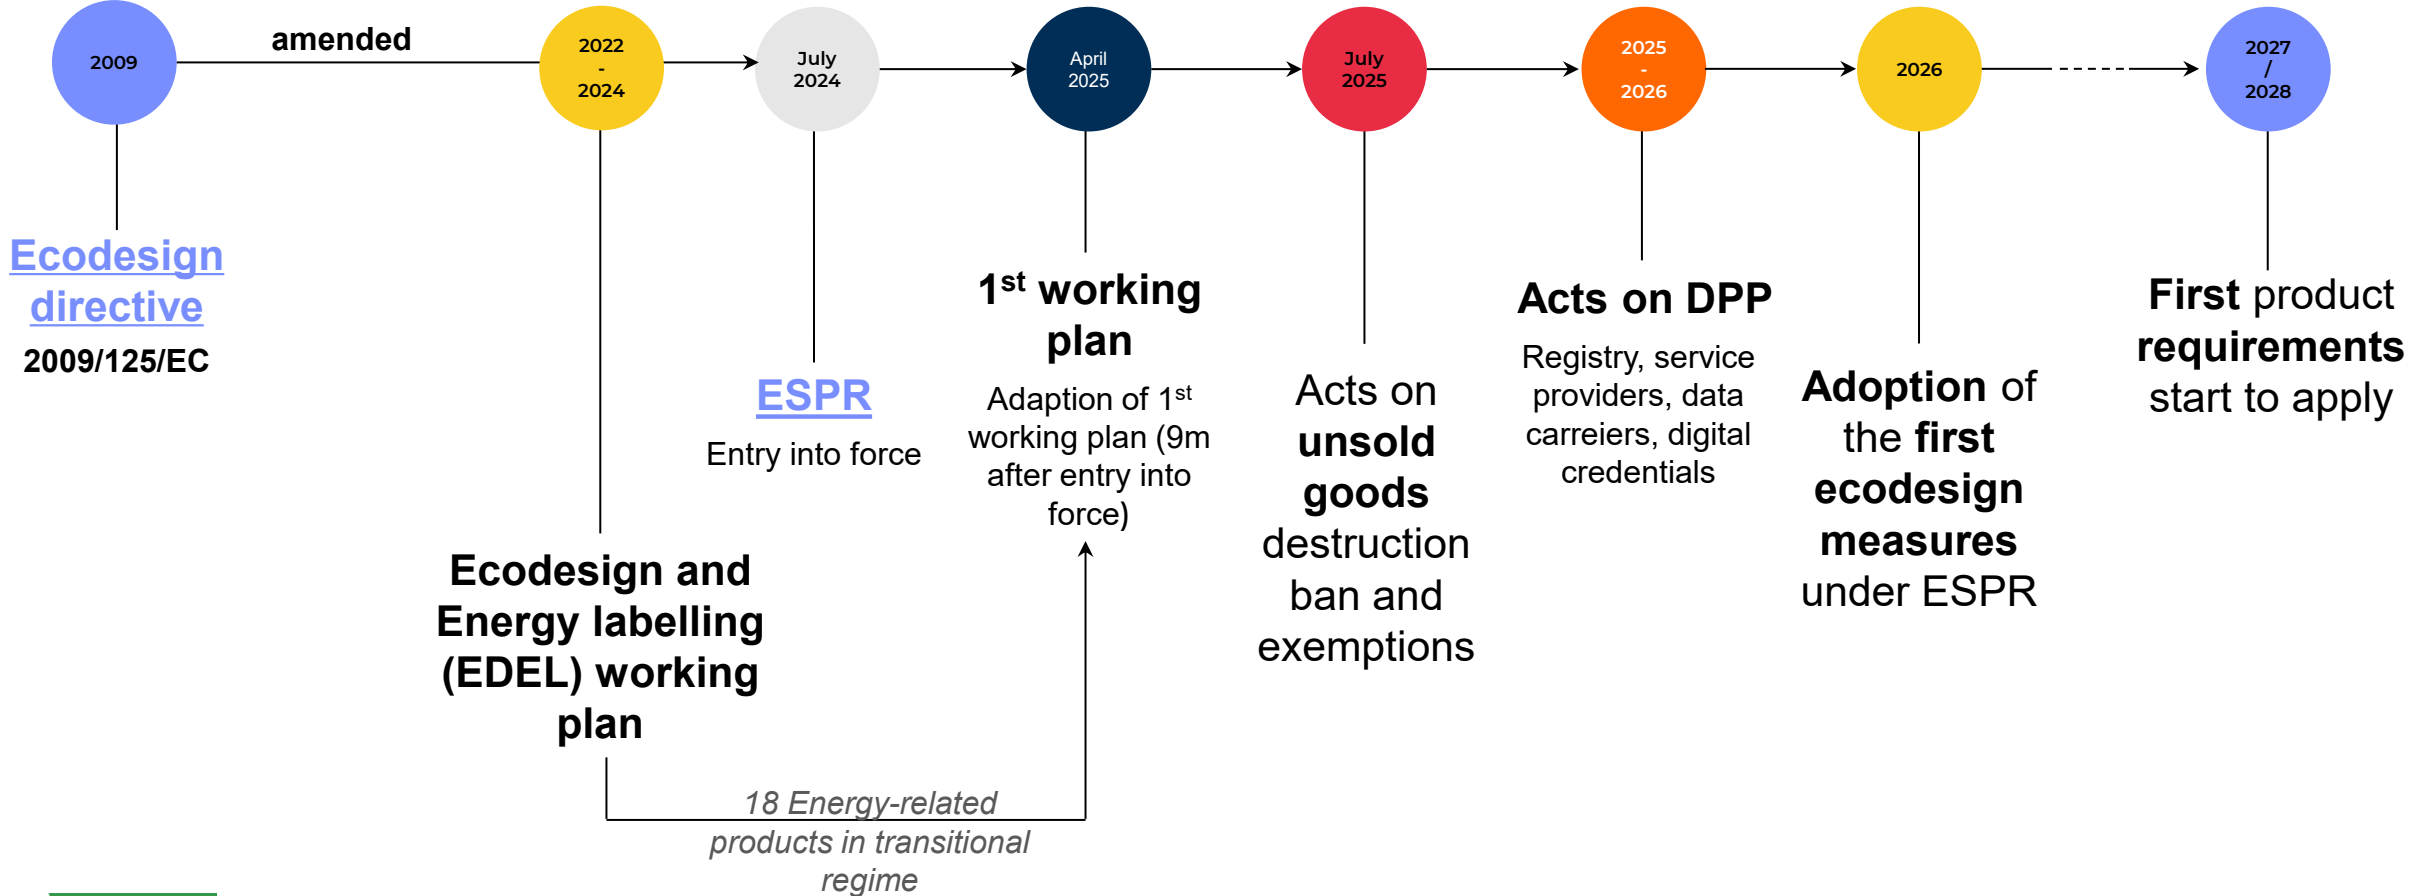 2009
amended
2022
-
2024
July
2024
April
2025
July
2025
2025
-
2026
2026
2027
/
2028
Ecodesign
directive
2009/125/EC
Ecodesign and
Energy labelling
(EDEL) working
plan
18 Energy-related
products in transitional
regime
ESPR
Entry into force
1st working
plan
Adaption of 1st
working plan (9m
after entry into
force)
Acts on
unsold
goods
destruction
ban and
exemptions
Acts on DPP
Registry, service
providers, data
carreiers, digital
credentials
Adoption of
the first
ecodesign
measures
under ESPR
First product
requirements
start to apply